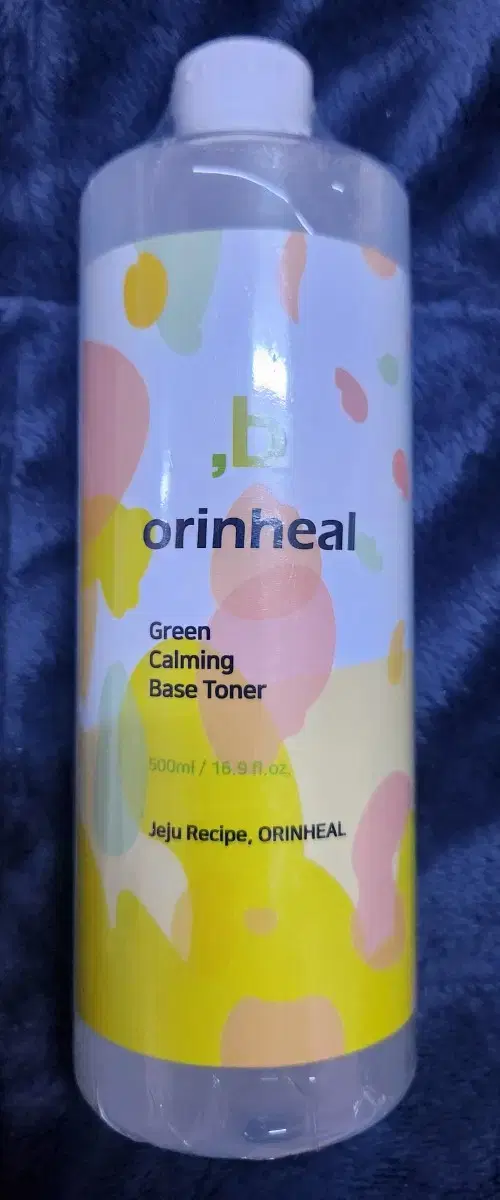 ,b
orinheal
Green
Calming
Base Toner
500ml / 16.9 fl.oz.
Jeju Recipe, ORINHEAL